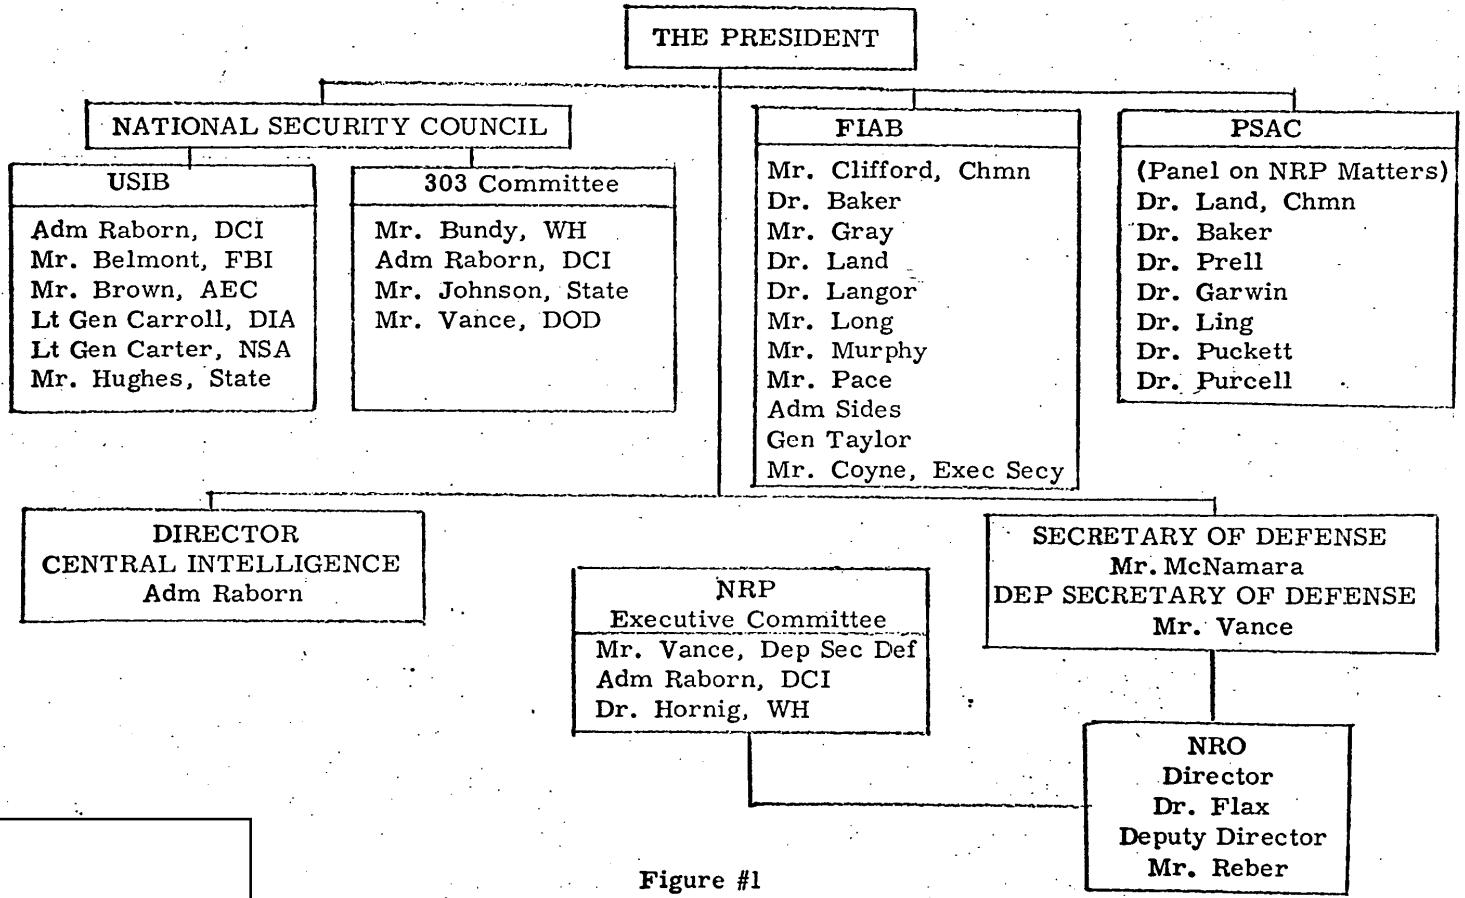 THE PRESIDENT
NATIONAL SECURITY COUNCIL
USIB
Adm Raborn, DCI
Mr. Belmont, FBI
Mr. Brown, AEC
Lt Gen Carroll, DIA
Lt Gen Carter, NSA
Mr. Hughes, State
303 Committee
Mr. Bundy, WH
Adm Raborn, DCI
Mr. Johnson, State
Mr. Vance, DOD
FIAB
Mr. Clifford, Chmn
Dr. Baker
Mr. Gray
Dr. Land
Dr. Langor
Mr. Long
Mr. Murphy
Mr. Pace
Adm Sides
Gen Taylor
Mr. Coyne, Exec Secy
PSAC
(Panel on NRP Matters)
Dr. Land, Chmn
Dr. Baker
Dr. Prell
Dr. Garwin
Dr. Ling
Dr. Puckett
Dr. Purcell
DIRECTOR
CENTRAL INTELLIGENCE
Adm Raborn
NRP
Executive Committee
Mr. Vance, Dep Sec Def
Adm Raborn, DCI
Dr. Hornig, WH
SECRETARY OF DEFENSE
Mr. McNamara
DEP SECRETARY OF DEFENSE
Mr. Vance
NRO
Director
Dr. Flax
Deputy Director
Mr. Reber
Figure #1